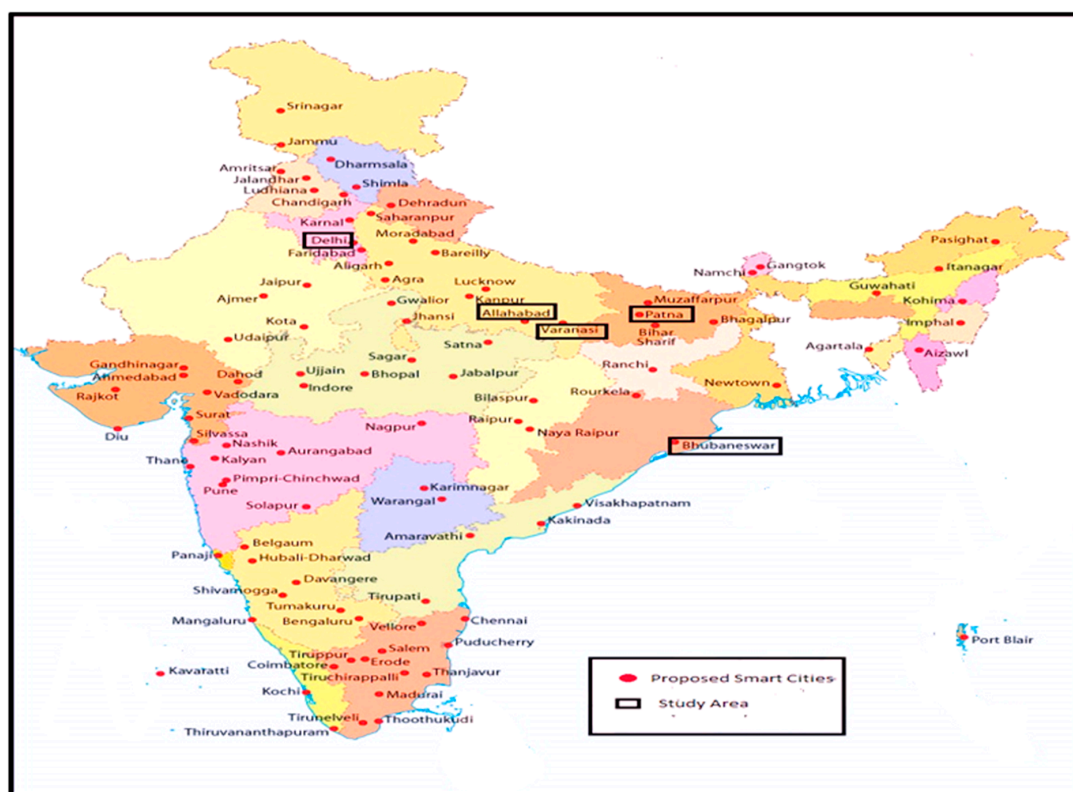 Srinagar
Jammu
Dharmsala
Amritsar
Jalandhar
Shimla
Ludhiana
Chandigarh
Dehradun
Saharanpur
Karnal
Moradabad
Delhi
Pasighat
Faridabad
Bareilly
Aligarh
Gangtok
Itanagar
Namchi
Agra
Lucknow
Jaipur
Guwahati
Ajmer
Gwalior
Kanpur
Muzaffarpur
Kohima
Allahabad
Patna
Jhansi
Kota
Bhagalpur
Imphal
Varanasi
Bihar
Sharif
Udaipur
Satna
Agartala
Aizawl
Sagar
Gandhinagar
Ranchi
Ahmedabad
Dahod
Ujjain
Bhopal
Jabalpur
Newtown
Indore
Rourkela
Rajkot
Vadodara
Bilaspur
Surat
Raipur
Nagpur
Naya Raipur
Silvassa
Diu
Nashik
Bhubaneswar
Aurangabad
Thane
Kalyan
Pimpri-Chinchwad
Karimnagar
Pune
Warangal
Solapur
Visakhapatnam
Kakinada
Amaravathi
Belgaum
Panaji
Hubali-Dharwad
Davangere
Shivamogga
Tirupati
Tumakuru
Mangaluru
Bengaluru
Chennai
Vellore
Puducherry
Port Blair
Salem
Tiruppur
Erode
Coimbatore
Kavaratti
Thanjavur
Tiruchirappalli
Proposed Smart Cities
Kochi
Madurai
Study Area
Tirunelveli
Thoothukudi
Thiruvananthapuram